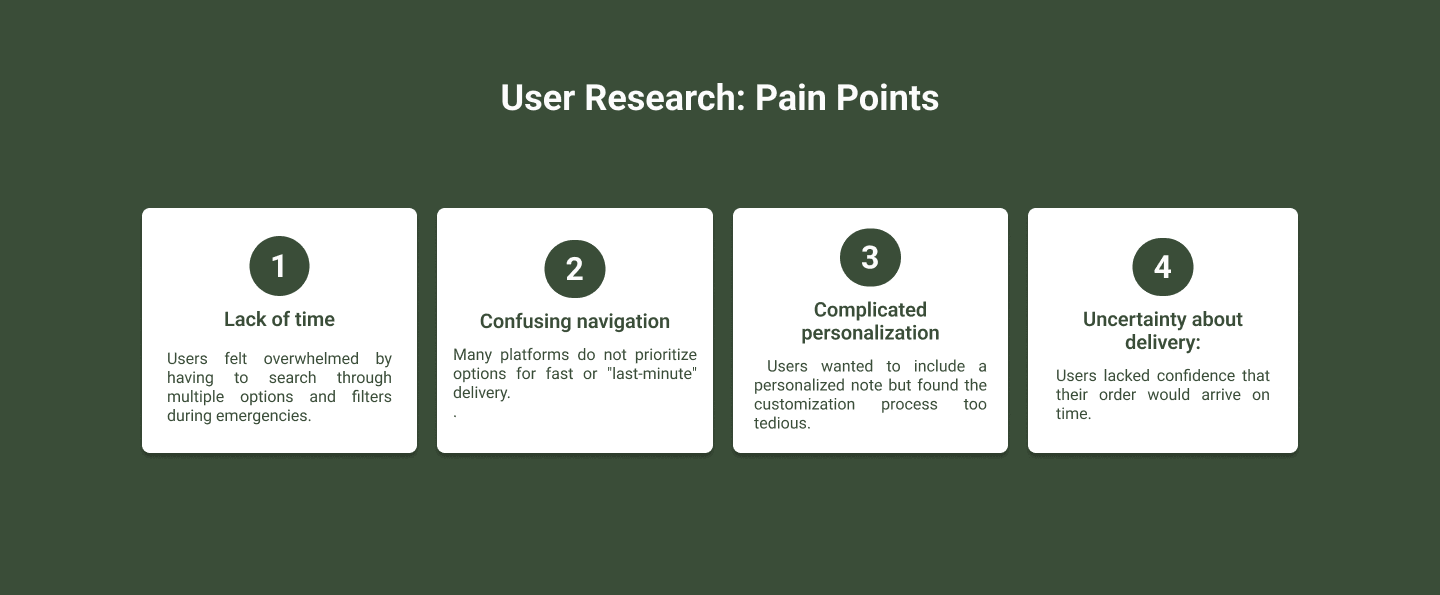 User Research: Pain Points
1
Lack of time
Users felt overwhelmed by
having to search through
multiple options and filters
during emergencies.
2
Confusing navigation
Many platforms do not prioritize
options for fast or "last-minute"
delivery.
.
3
Complicated
personalization
Users wanted to include a
personalized note but found the
customization process too
tedious.
4
Uncertainty about
delivery:
Users lacked confidence that
their order would arrive on
time.